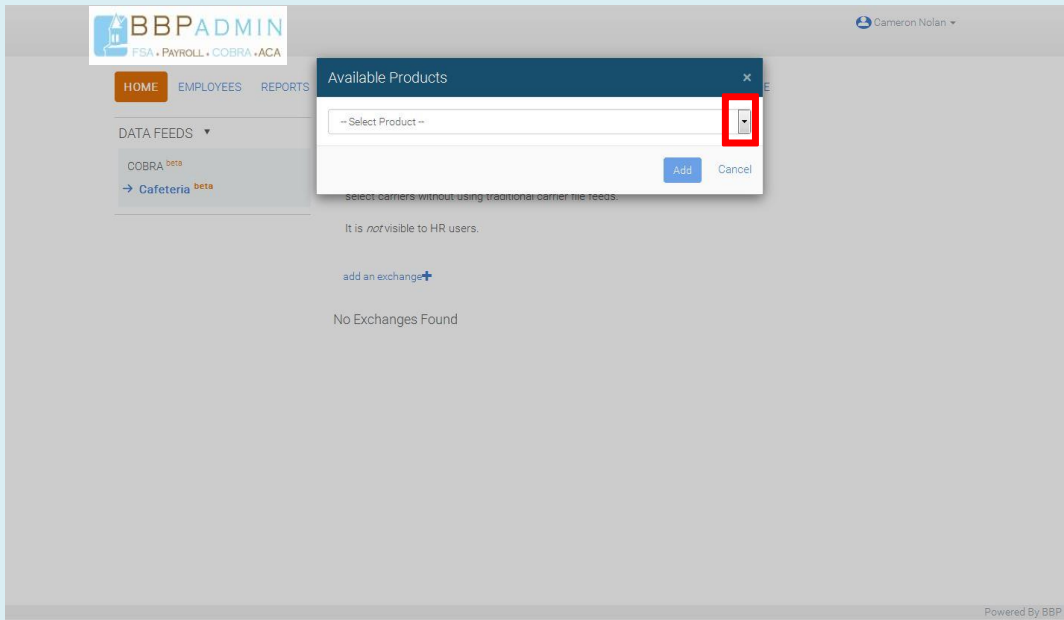 BBPADMIN
FSA • PAYROLL • COBRA • ACA
Cameron Nolan
HOME EMPLOYEES REPORTS E
Available Products ×
-- Select Product --
Add Cancel
DATA FEEDS
COBRA beta
→ Cafeteria beta
select carriers without using traditional carrier file feeds.
It is not visible to HR users.
add an exchange+
No Exchanges Found
Powered By BBP